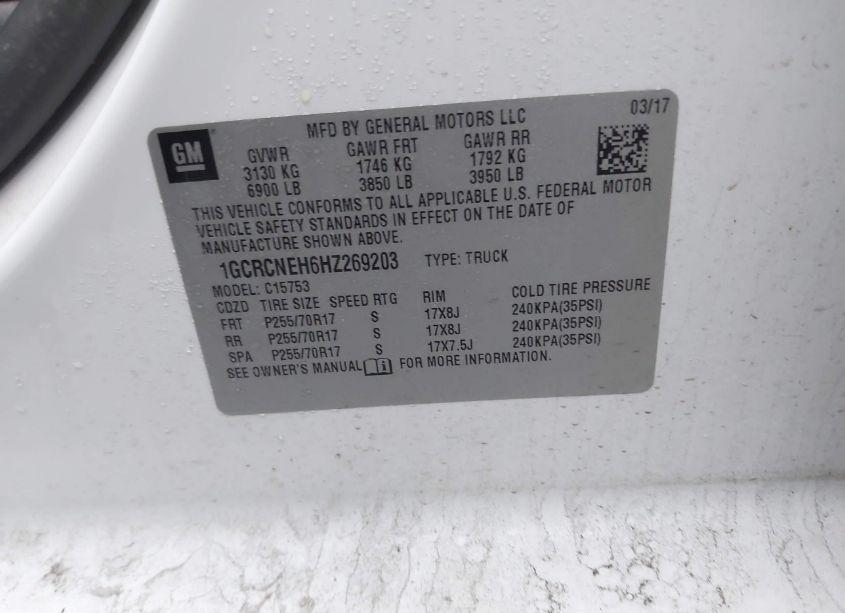 GM
MFD BY GENERAL MOTORS LLC 03/17
GVWR GAWR FRT GAWR RR
3130 KG 1746 KG 1792 KG
6900 LB 3850 LB 3950 LB
THIS VEHICLE CONFORMS TO ALL APPLICABLE U.S. FEDERAL MOTOR
VEHICLE SAFETY STANDARDS IN EFFECT ON THE DATE OF
MANUFACTURE SHOWN ABOVE.
1GCRCNEH6HZ269203 TYPE: TRUCK
MODEL: C15753
CDZD TIRE SIZE SPEED RTG RIM COLD TIRE PRESSURE
FRT P255/70R17 S 17X8J 240KPA(35PSI)
RR P255/70R17 S 17X8J 240KPA(35PSI)
SPA P255/70R17 S 17X7.5J 240KPA(35PSI)
SEE OWNER'S MANUAL FOR MORE INFORMATION.